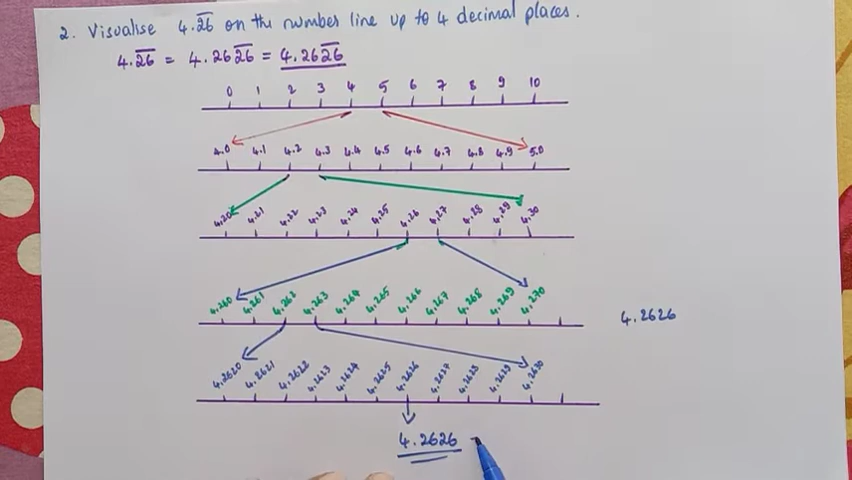 2. Visualise 4.2̅6̅ on the number line up to 4 decimal places.
4.2̅6̅ = 4.262̅6̅ = 4.262̅6̅
0 1 2 3 4 5 6 7 8 9 10
4.0 4.1 4.2 4.3 4.4 4.5 4.6 4.7 4.8 4.9 5.0
4.20 4.21 4.22 4.23 4.24 4.25 4.26 4.27 4.28 4.29 4.30
4.260 4.261 4.262 4.263 4.264 4.265 4.266 4.267 4.268 4.269 4.270
4.2626
4.2620 4.2621 4.2622 4.2623 4.2624 4.2625 4.2626 4.2627 4.2628 4.2629 4.2630
4.2626